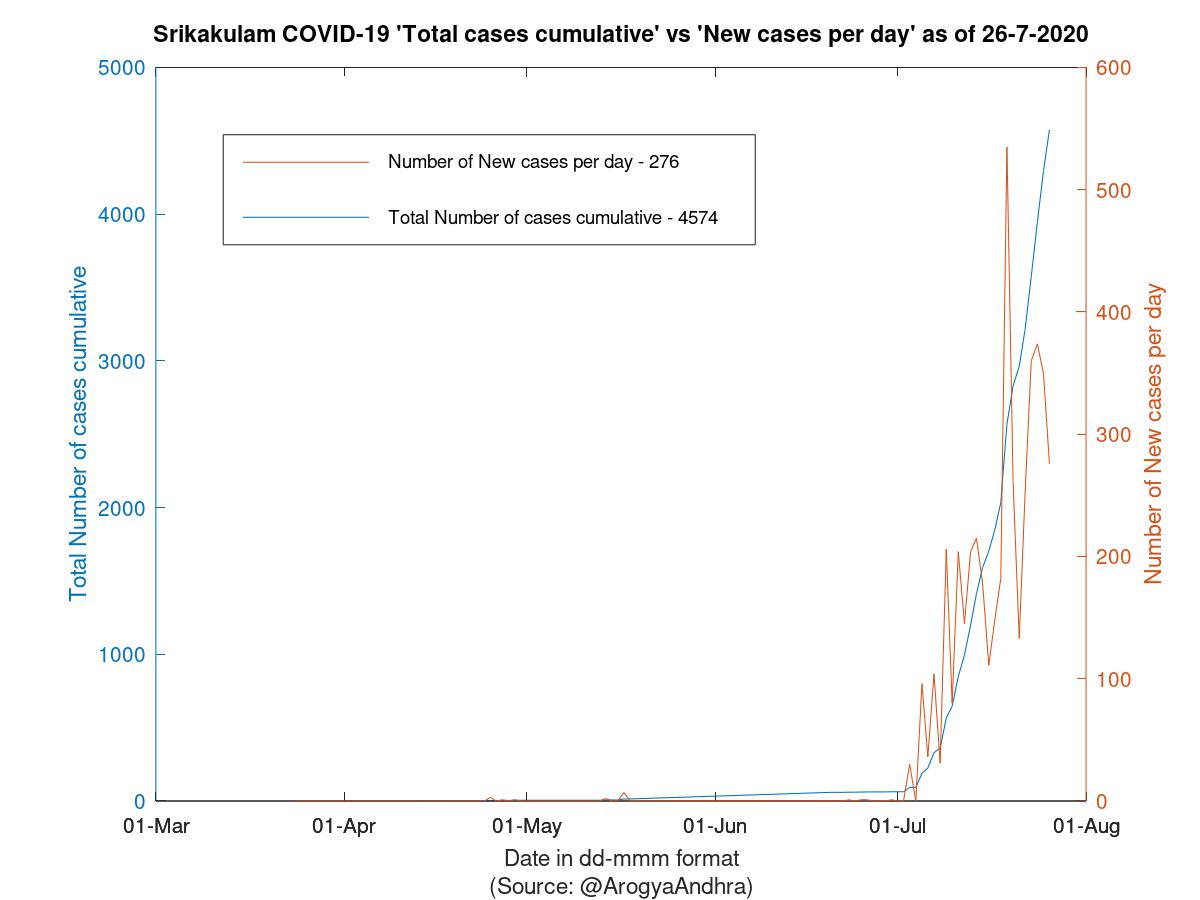 Srikakulam COVID-19 'Total cases cumulative' vs 'New cases per day' as of 26-7-2020
5000
4000
3000
2000
1000
0
Total Number of cases cumulative
Number of New cases per day - 276
Total Number of cases cumulative - 4574
600
500
400
300
200
100
0
Number of New cases per day
01-Mar
01-Apr
01-May
01-Jun
01-Jul
01-Aug
Date in dd-mmm format
(Source: @ArogyaAndhra)